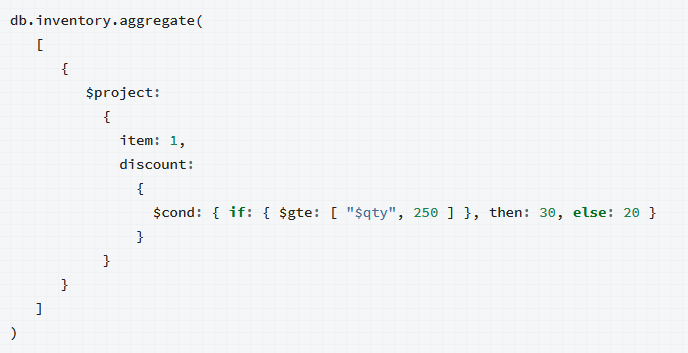 db.inventory.aggregate(
   [
      {
         $project:
           {
             item: 1,
             discount:
               {
                 $cond: { if: { $gte: [ "$qty", 250 ] }, then: 30, else: 20 }
               }
           }
      }
   ]
)